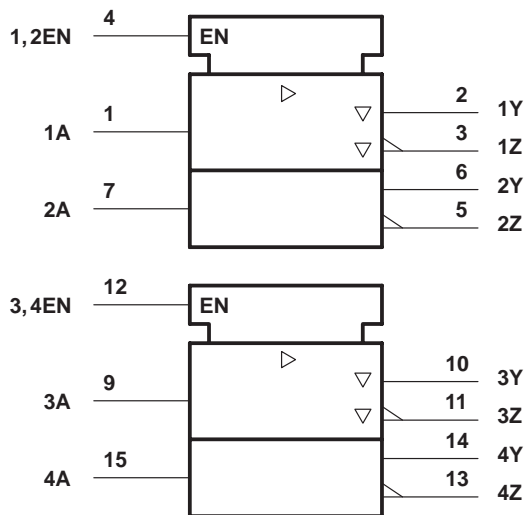 4
1,2EN EN
1 2 1Y
1A 3 1Z
7 6 2Y
2A 5 2Z
12
3,4EN EN
9 10 3Y
3A 11 3Z
15 14 4Y
4A 13 4Z